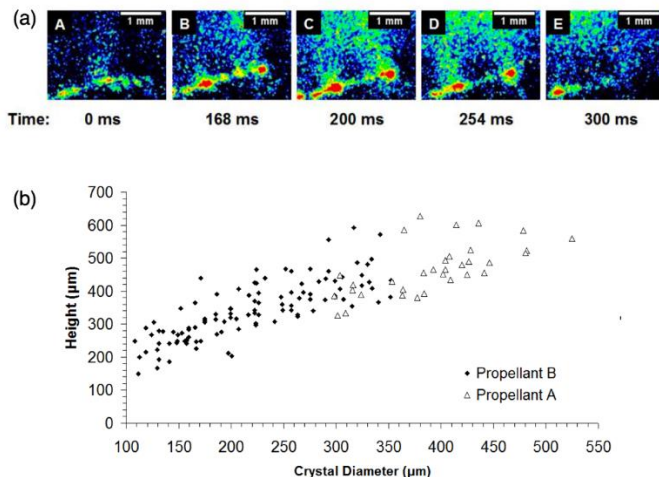 (a)
A 1 mm B 1 mm C 1 mm D 1 mm E 1 mm
Time: 0 ms 168 ms 200 ms 254 ms 300 ms
(b)
700
600
500
400
300
200
100
0
Height (µm)
Propellant B
Propellant A
100 150 200 250 300 350 400 450 500 550
Crystal Diameter (µm)